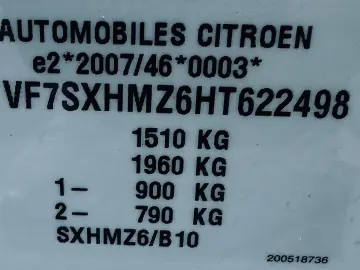 AUTOMOBILES CITROEN
e2*2007/46*0003*
VF7SXHMZ6HT622498
1510 KG
1960 KG
1- 900 KG
2- 790 KG
SXHMZ6/B10
200518736